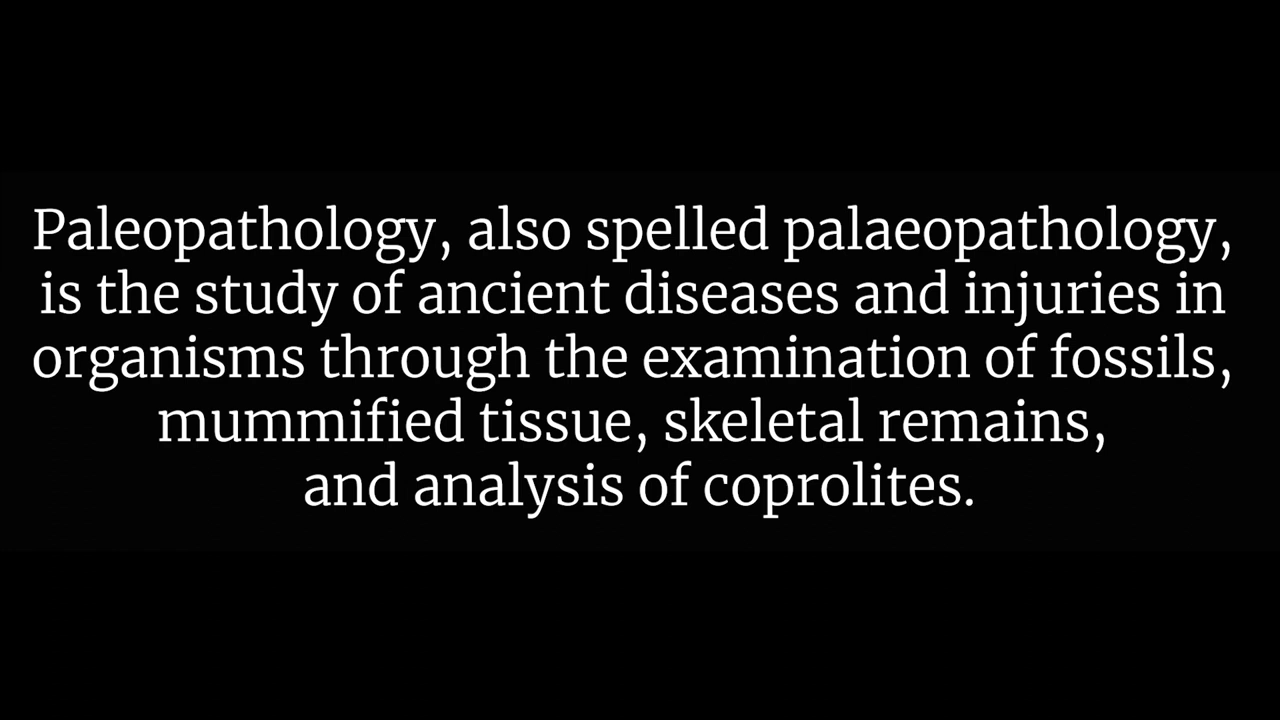 Paleopathology, also spelled palaeopathology,
is the study of ancient diseases and injuries in
organisms through the examination of fossils,
mummified tissue, skeletal remains,
and analysis of coprolites.